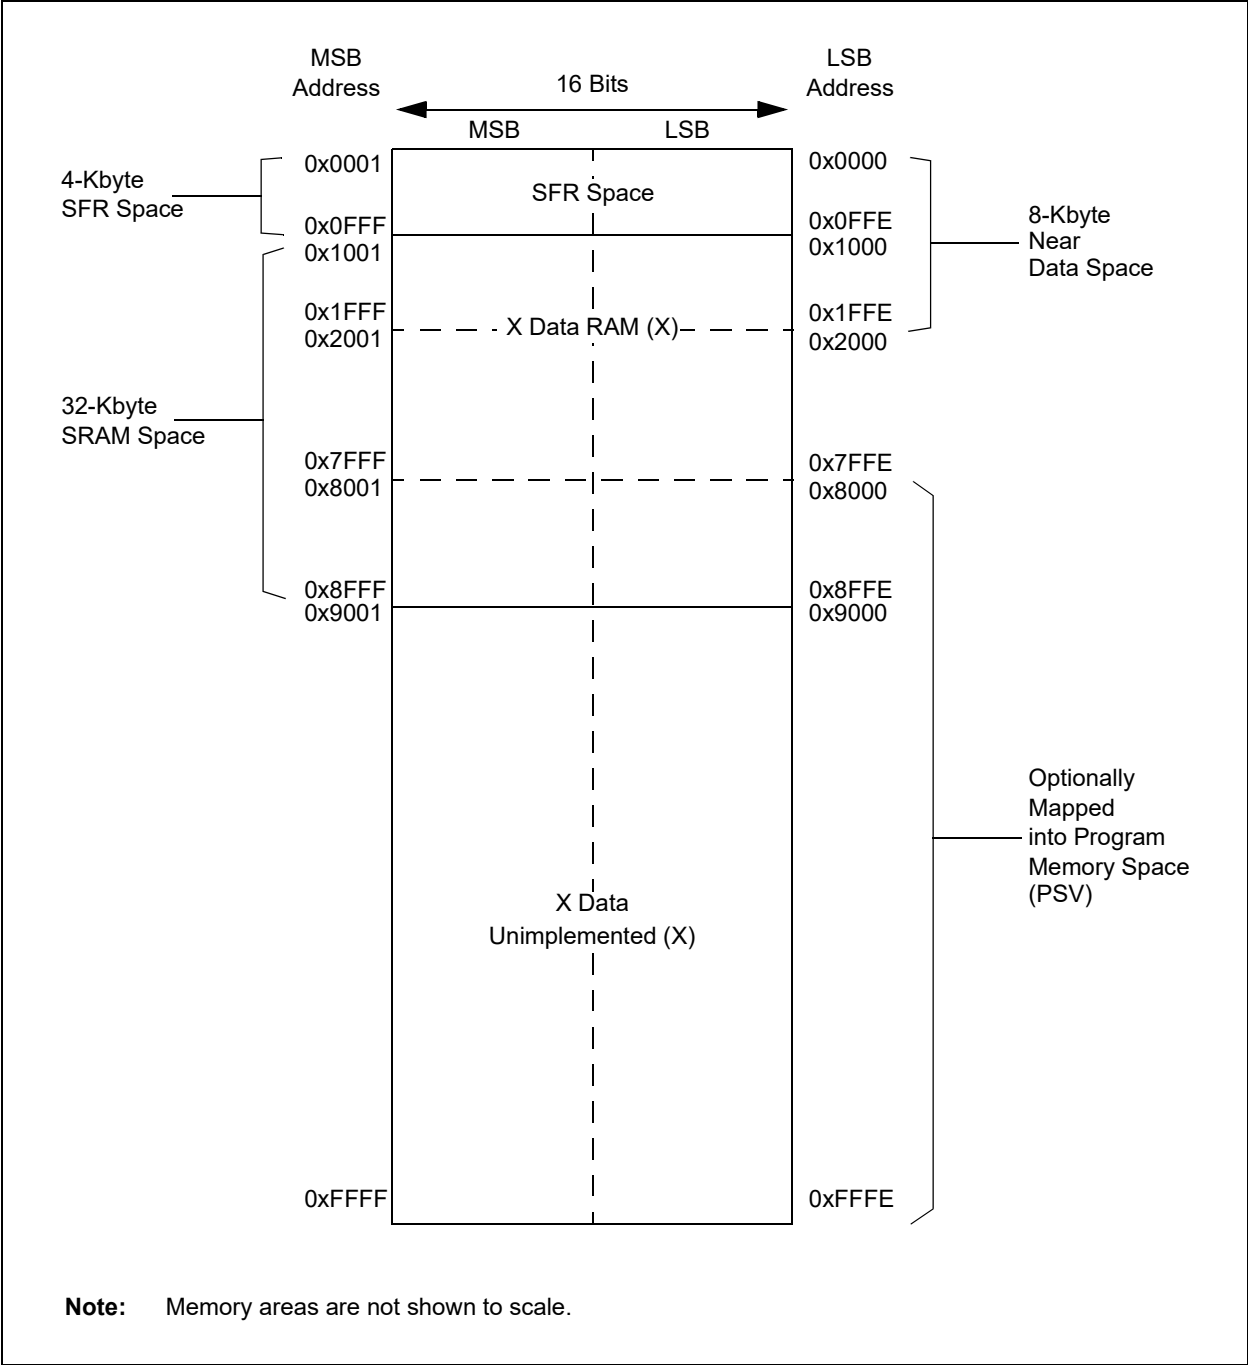 MSB
Address
16 Bits
LSB
Address
MSB
LSB
4-Kbyte
SFR Space
0x0001
0x0FFF
SFR Space
0x0000
0x0FFE
8-Kbyte
Near
Data Space
32-Kbyte
SRAM Space
0x1001
0x1FFF
0x2001
X Data RAM (X)
0x1000
0x1FFE
0x2000
0x7FFF
0x8001
0x7FFE
0x8000
0x8FFF
0x9001
0x8FFE
0x9000
X Data
Unimplemented (X)
Optionally
Mapped
into Program
Memory Space
(PSV)
0xFFFF
0xFFFE
Note: Memory areas are not shown to scale.